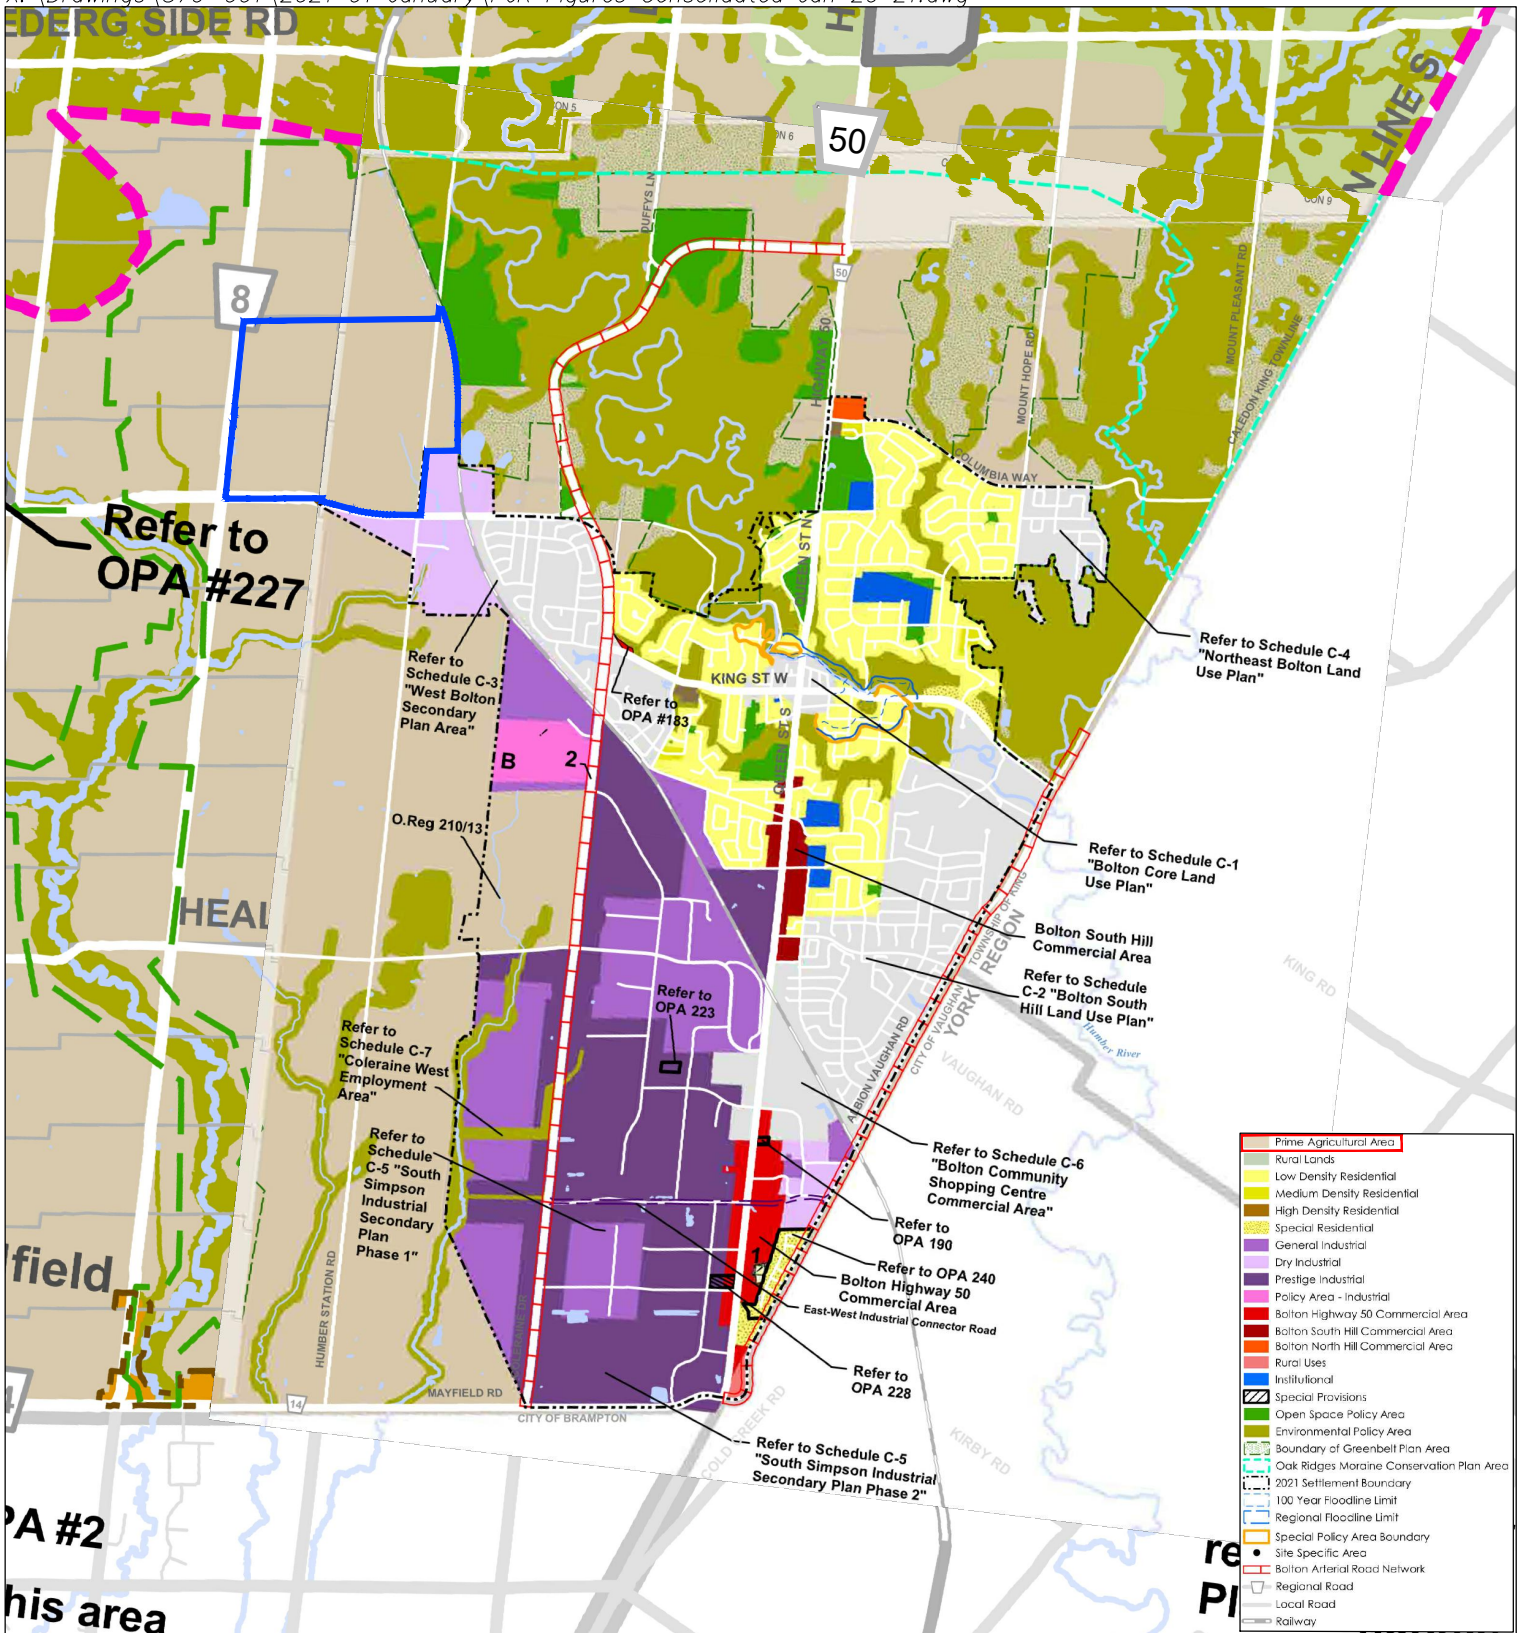 EDERG SIDE RD
H
CON 5
CON 6
50
N LINE S
CON 9
DUFFYS LN
50
8
HIGHWAY 50
MOUNT HOPE RD
MOUNT PLEASANT RD
CALEDON KING TOWNLINE
COLUMBIA WAY
Refer to
OPA #227
QUEEN ST N
Refer to Schedule C-4
"Northeast Bolton Land
Use Plan"
Refer to
Schedule C-3
"West Bolton
Secondary
Plan Area"
KING ST W
Refer to
OPA #183
QUEEN ST S
B
2
O.Reg 210/13
Refer to Schedule C-1
"Bolton Core Land
Use Plan"
HEAL
Bolton South Hill
Commercial Area
TOWNSHIP OF KING
REGION
KING RD
Refer to Schedule
C-2 "Bolton South
Hill Land Use Plan"
Refer to
OPA 223
CITY OF VAUGHAN
YORK
Humber River
ALBION VAUGHAN RD
VAUGHAN RD
Refer to
Schedule C-7
"Coleraine West
Employment
Area"
Refer to
Schedule
C-5 "South
Simpson
Industrial
Secondary
Plan
Phase 1"
Refer to Schedule C-6
"Bolton Community
Shopping Centre
Commercial Area"
Refer to
OPA 190
1
Refer to OPA 240
Bolton Highway 50
Commercial Area
East-West Industrial Connector Road
lfield
HUMBER STATION RD
COLERAINE DR
Refer to
OPA 228
MAYFIELD RD
14
4
CITY OF BRAMPTON
COLD CREEK RD
KIRBY RD
Refer to Schedule C-5
"South Simpson Industrial
Secondary Plan Phase 2"
PA #2
his area
re
Pl
Prime Agricultural Area
Rural Lands
Low Density Residential
Medium Density Residential
High Density Residential
Special Residential
General Industrial
Dry Industrial
Prestige Industrial
Policy Area - Industrial
Bolton Highway 50 Commercial Area
Bolton South Hill Commercial Area
Bolton North Hill Commercial Area
Rural Uses
Institutional
Special Provisions
Open Space Policy Area
Environmental Policy Area
Boundary of Greenbelt Plan Area
Oak Ridges Moraine Conservation Plan Area
2021 Settlement Boundary
100 Year Floodline Limit
Regional Floodline Limit
Special Policy Area Boundary
Site Specific Area
Bolton Arterial Road Network
Regional Road
Local Road
Railway